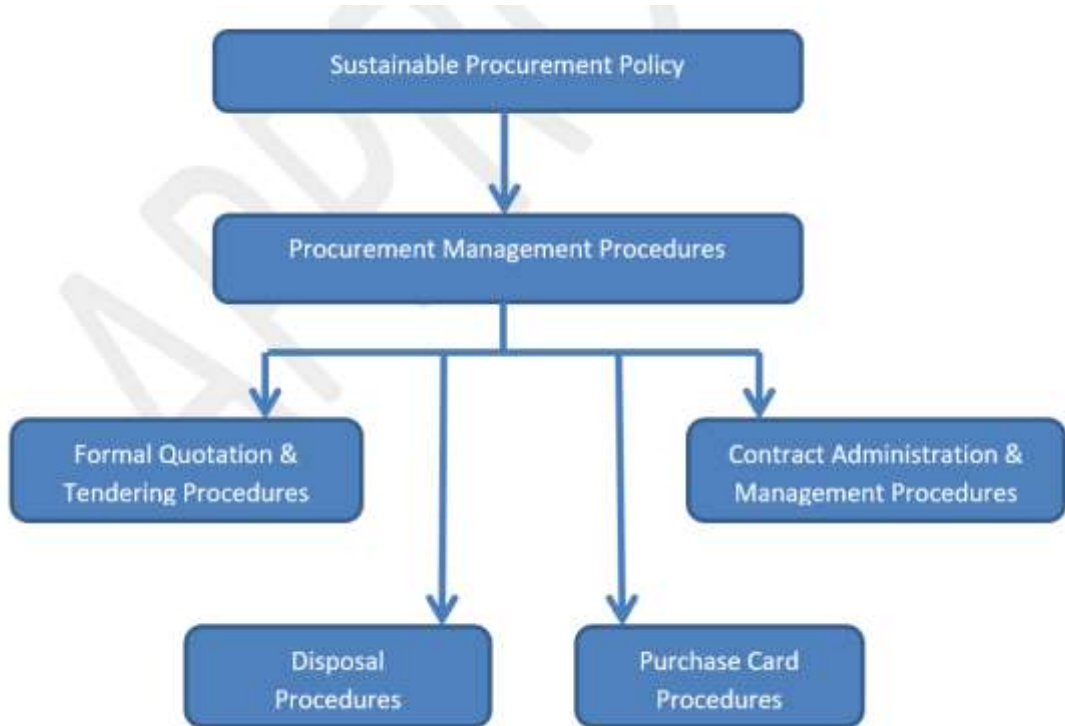 Sustainable Procurement Policy
Procurement Management Procedures
Formal Quotation &
Tendering Procedures
Contract Administration &
Management Procedures
Disposal
Procedures
Purchase Card
Procedures